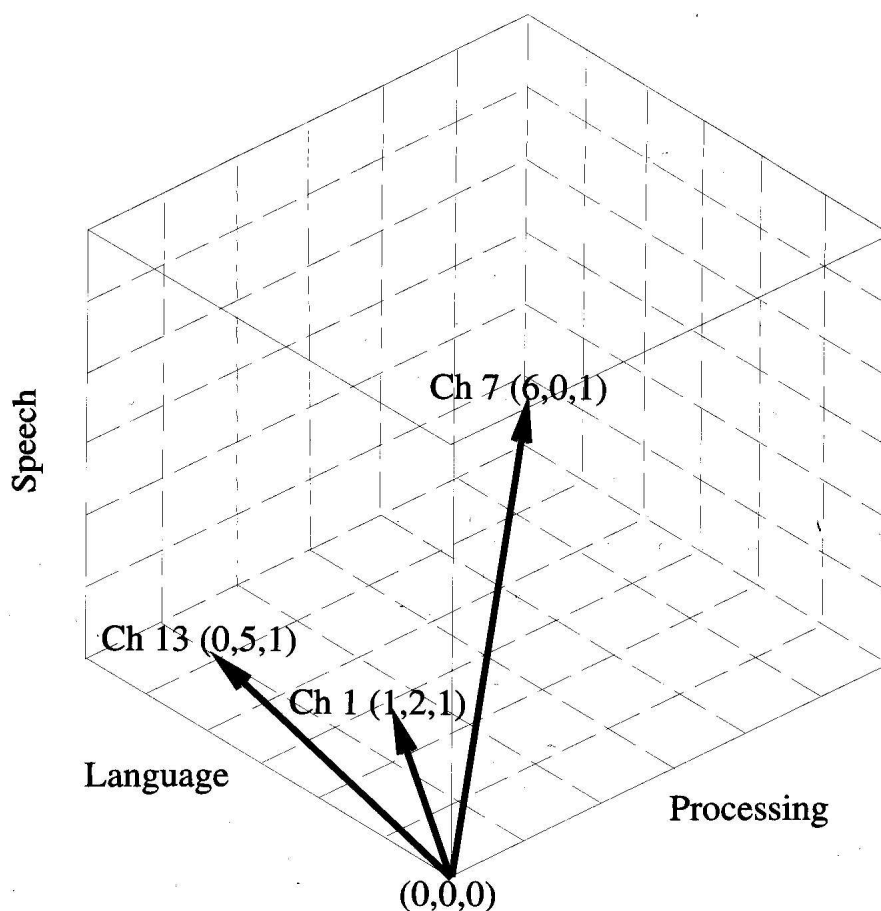 Ch 7 (6,0,1)
Speech
Ch 13 (0,5,1)
Ch 1 (1,2,1)
Language
Processing
(0,0,0)